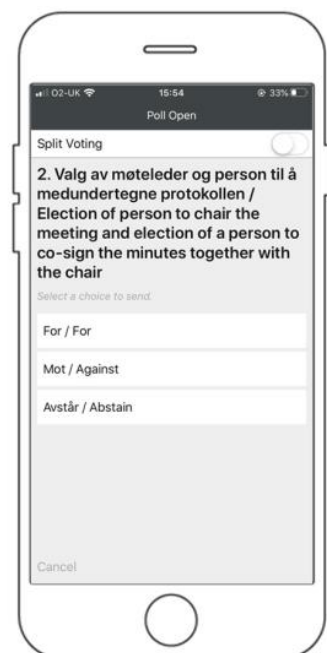 O2-UK 15:54 33%
Poll Open
Split Voting
2. Valg av møteleder og person til å
medundertegne protokollen /
Election of person to chair the
meeting and election of a person to
co-sign the minutes together with
the chair
Select a choice to send.
For / For
Mot / Against
Avstår / Abstain
Cancel